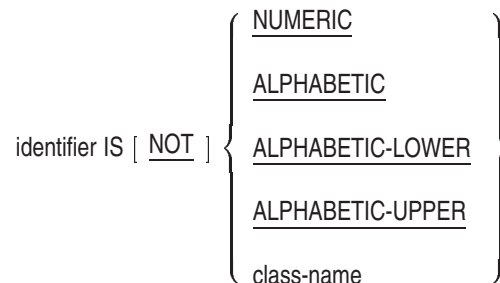 NUMERIC
ALPHABETIC
identifier IS [ NOT ] ALPHABETIC-LOWER
ALPHABETIC-UPPER
class-name